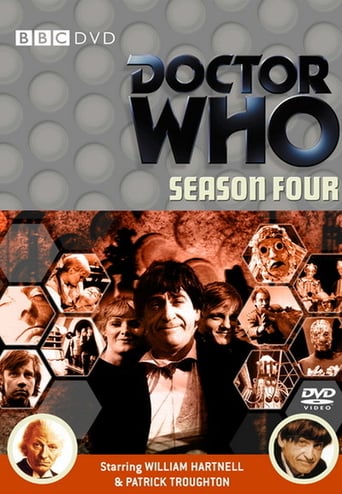 BBC DVD
DOCTOR
WHO
SEASON FOUR
DVD
VIDEO
Starring WILLIAM HARTNELL
& PATRICK TROUGHTON